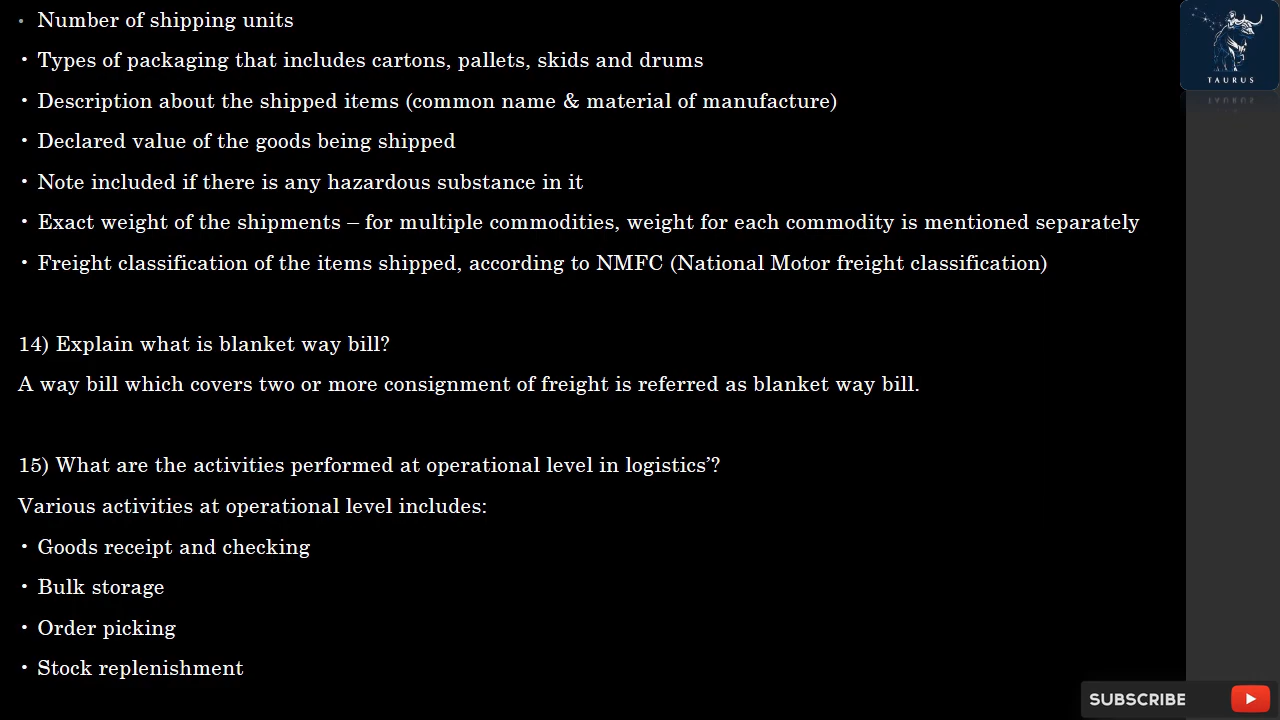 • Number of shipping units
TAURUS
• Types of packaging that includes cartons, pallets, skids and drums
• Description about the shipped items (common name & material of manufacture)
• Declared value of the goods being shipped
• Note included if there is any hazardous substance in it
• Exact weight of the shipments – for multiple commodities, weight for each commodity is mentioned separately
• Freight classification of the items shipped, according to NMFC (National Motor freight classification)
14) Explain what is blanket way bill?
A way bill which covers two or more consignment of freight is referred as blanket way bill.
15) What are the activities performed at operational level in logistics’?
Various activities at operational level includes:
• Goods receipt and checking
• Bulk storage
• Order picking
• Stock replenishment
SUBSCRIBE